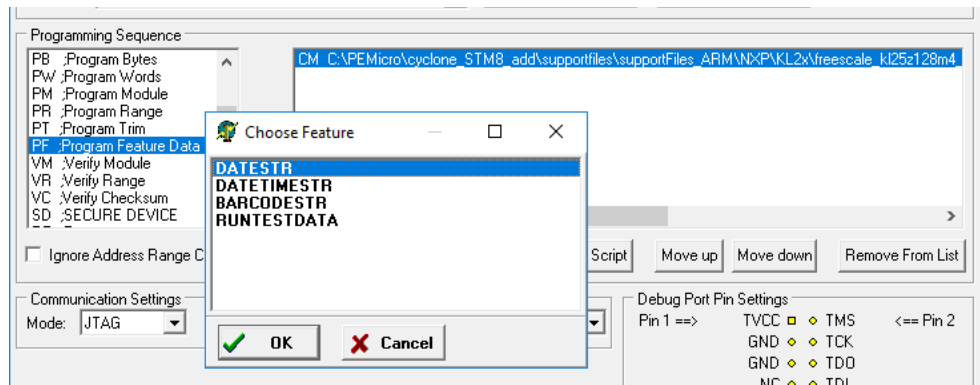 Programming Sequence
PB ;Program Bytes
PW ;Program Words
PM ;Program Module
PR ;Program Range
PT ;Program Trim
PF ;Program Feature Data
VM ;Verify Module
VR ;Verify Range
VC ;Verify Checksum
SD ;SECURE DEVICE
CM C:\PEMicro\cyclone_STM8_add\supportfiles\supportFiles_ARM\NXP\KL2x\freescale_kl25z128m4
Choose Feature
DATESTR
DATETIMESTR
BARCODESTR
RUNTESTDATA
OK
Cancel
Ignore Address Range C
Script
Move up
Move down
Remove From List
Communication Settings
Mode: JTAG
Debug Port Pin Settings
Pin 1 ==> TVCC TMS <== Pin 2
GND TCK
GND TDO
NC TDI